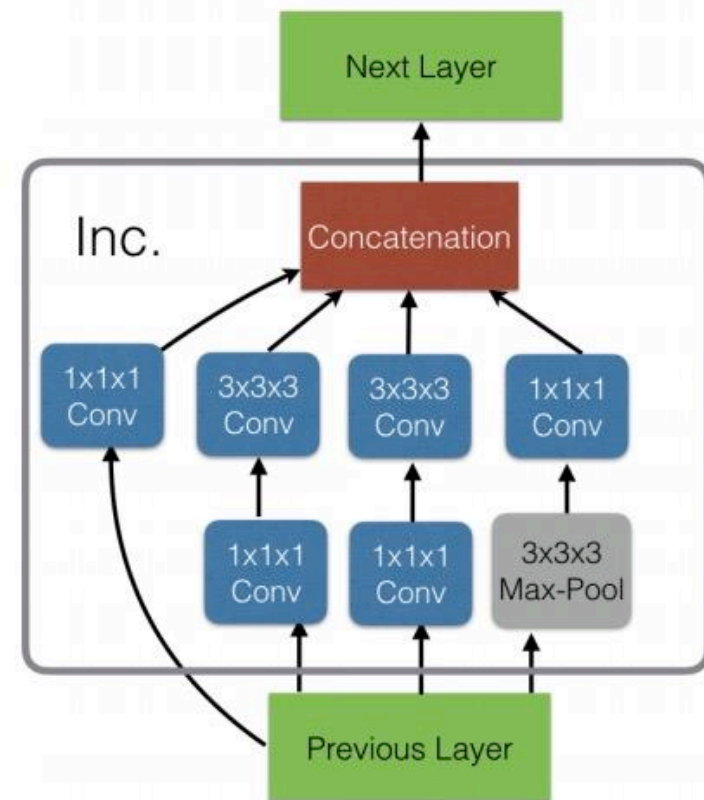 Next Layer
Inc.
Concatenation
1x1x1
Conv
3x3x3
Conv
3x3x3
Conv
1x1x1
Conv
1x1x1
Conv
1x1x1
Conv
3x3x3
Max-Pool
Previous Layer